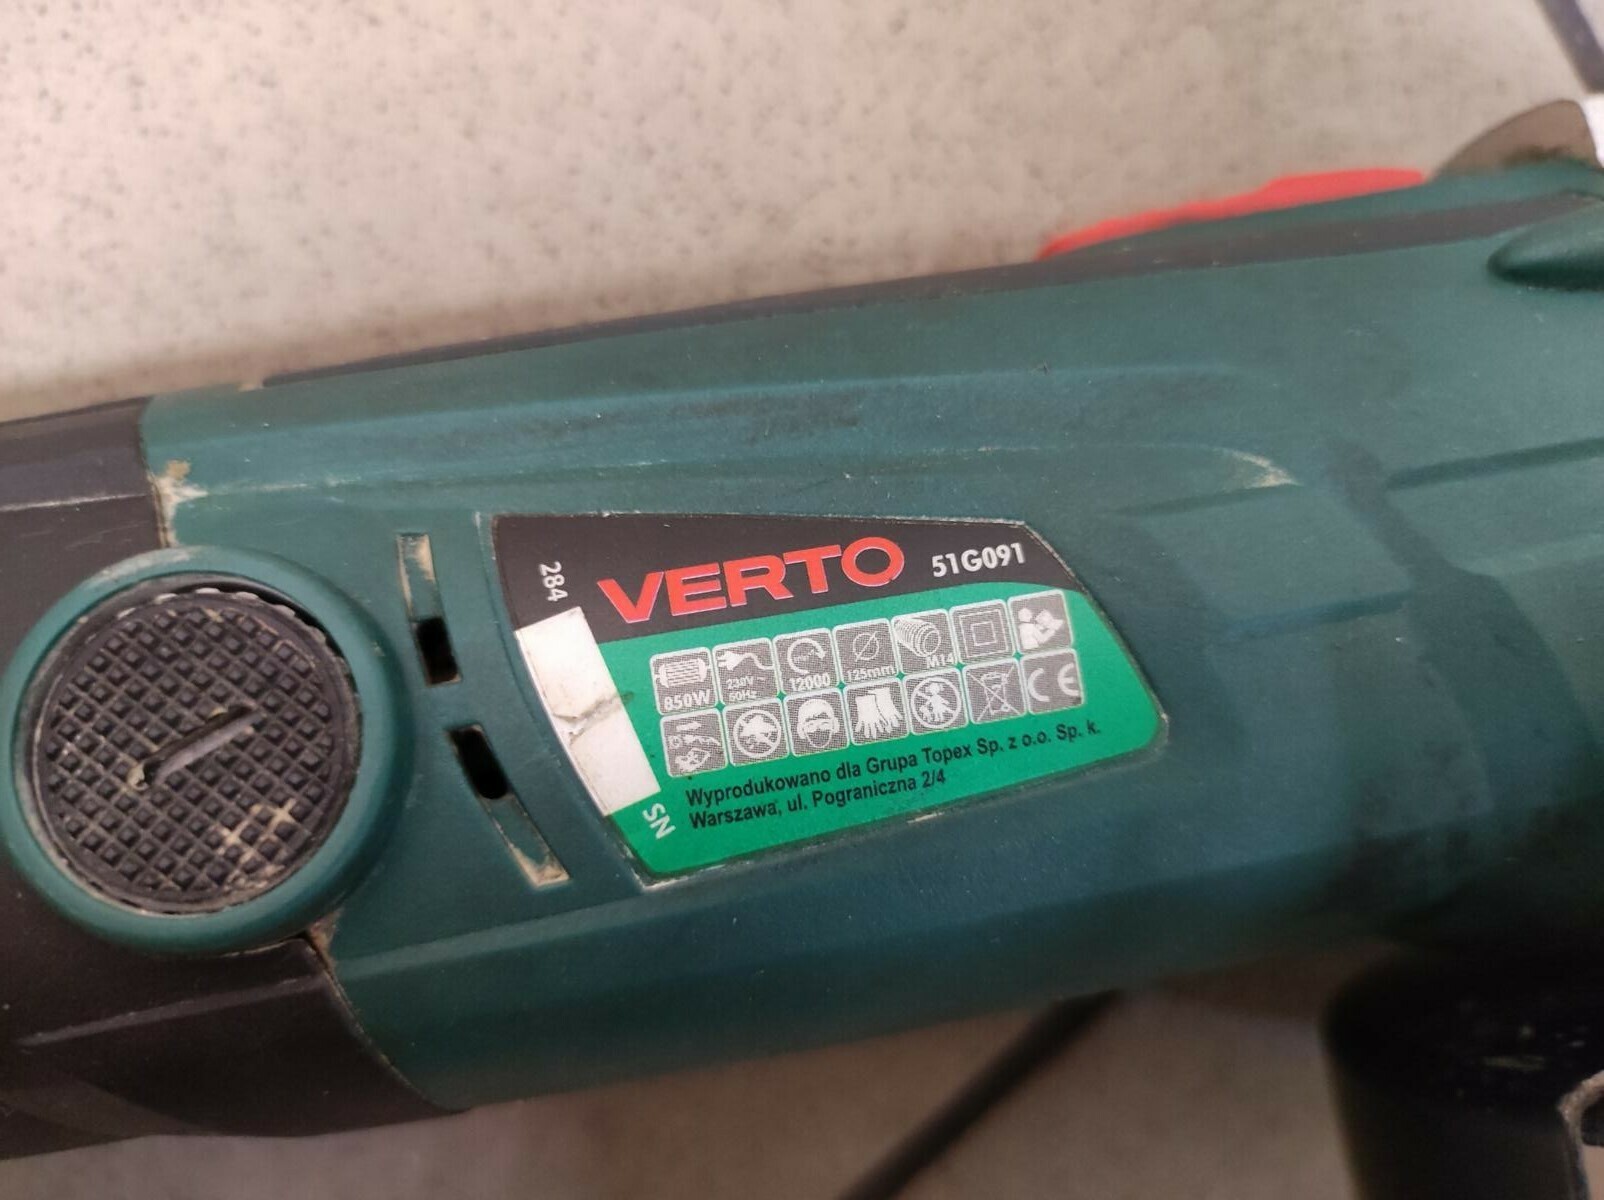 284
VERTO 51G091
850W 230V~ 50Hz 12000 125mm M14
CE
SN
Wyprodukowano dla Grupa Topex Sp. z o.o. Sp. k.
Warszawa, ul. Pograniczna 2/4